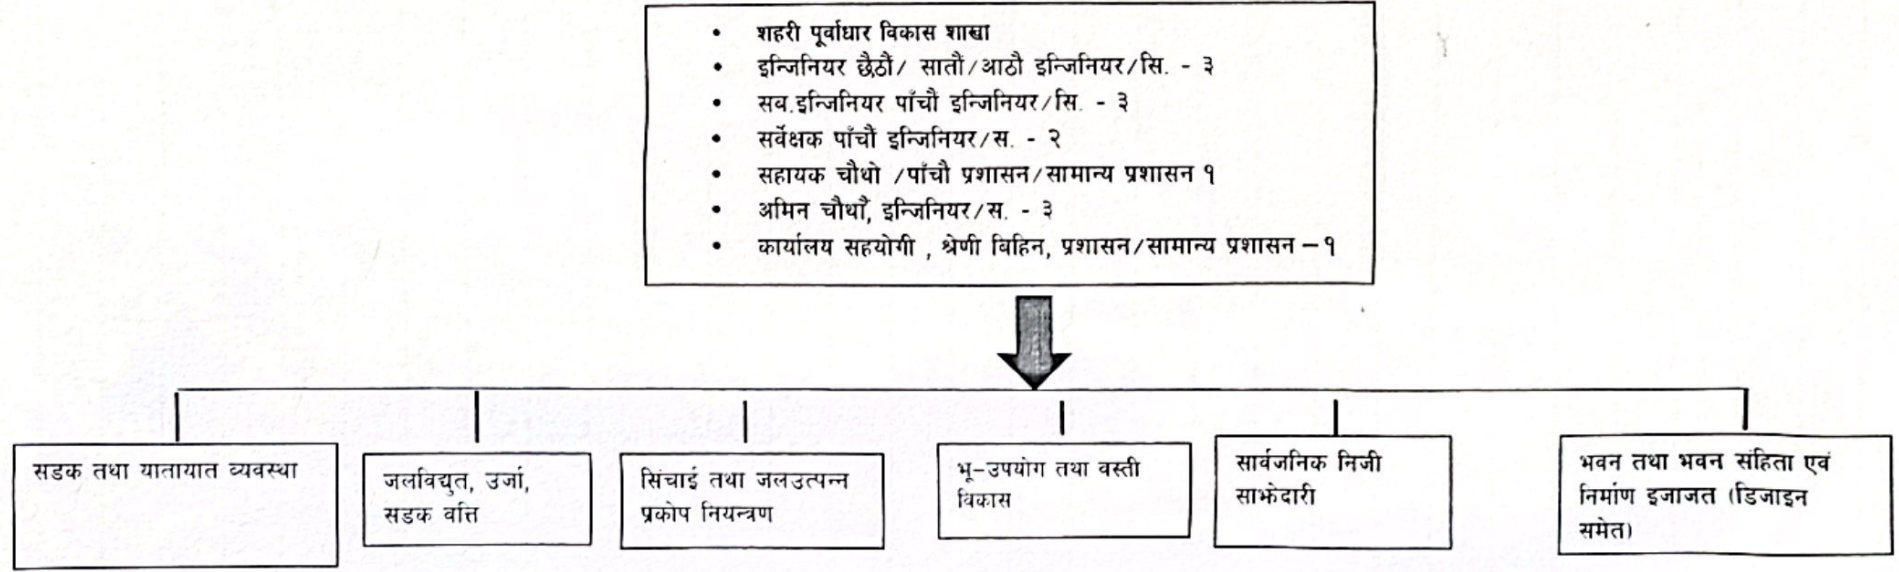 • शहरी पूर्वाधार विकास शाखा
• इन्जिनियर छैठौं/ सातौं/आठौ इन्जिनियर/सि. - ३
• सब.इन्जिनियर पाँचौ इन्जिनियर/सि. - ३
• सर्वेक्षक पाँचौं इन्जिनियर/स. - २
• सहायक चौथो /पाँचौ प्रशासन/सामान्य प्रशासन १
• अमिन चौथौं, इन्जिनियर/स. - ३
• कार्यालय सहयोगी , श्रेणी विहिन, प्रशासन/सामान्य प्रशासन – १
सडक तथा यातायात व्यवस्था
जलविद्युत, उर्जा,
सडक वत्ति
सिंचाई तथा जलउत्पन्न
प्रकोप नियन्त्रण
भू-उपयोग तथा वस्ती
विकास
सार्वजनिक निजी
साझेदारी
भवन तथा भवन संहिता एवं
निर्माण इजाजत (डिजाइन
समेत)